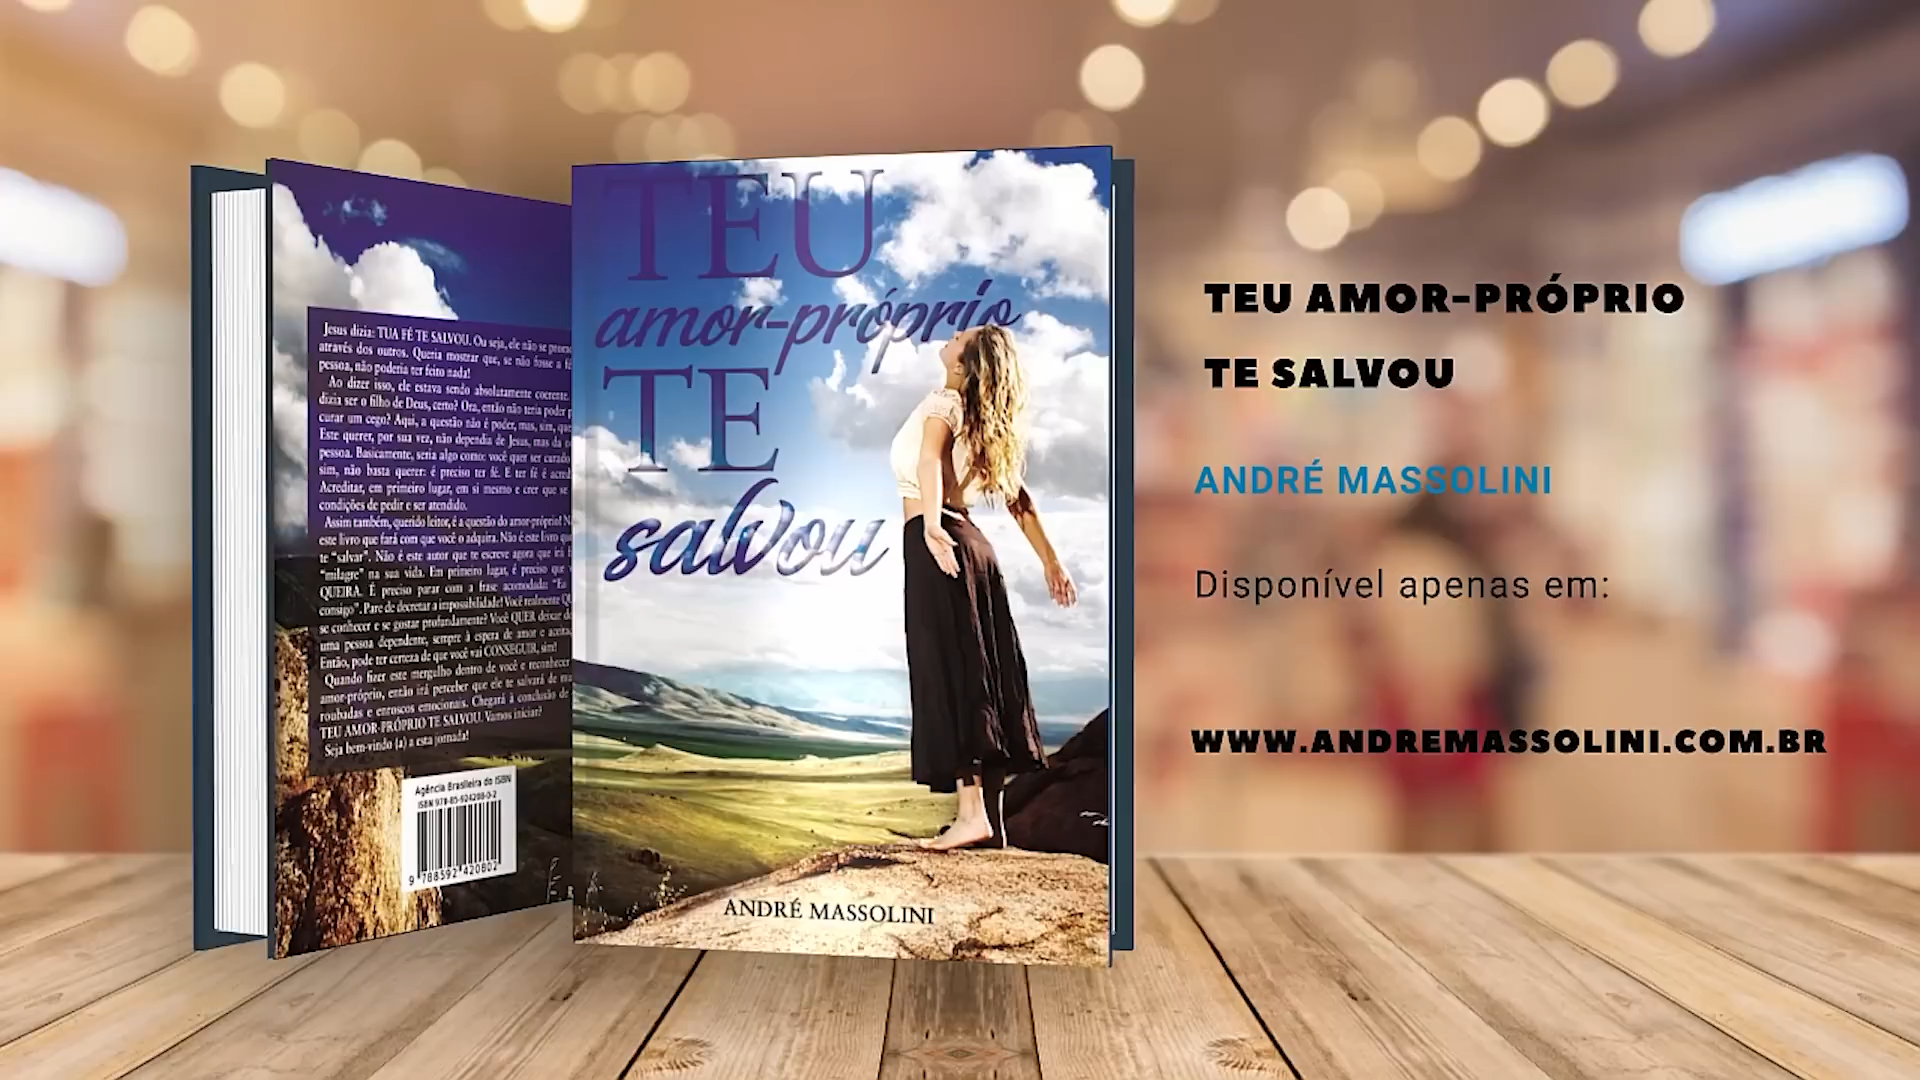 Jesus dizia: TUA FÉ TE SALVOU. Ou seja, ele não se
através dos outros. Queria mostrar que, se não fosse a
pessoa, não poderia ter feito nada!
Ao dizer isso, ele estava sendo absolutamente coerente.
dizia ser o filho de Deus, certo? Ora, então não teria poder
curar um cego? Aqui, a questão não é poder, mas, sim,
Este querer, por sua vez, não dependia de Jesus, mas da
pessoa. Basicamente, seria algo como: você quer ser
sim, não basta querer: é preciso ter fé. E ter fé é
Acreditar, em primeiro lugar, em si mesmo e crer que se
condições de pedir e ser atendido.
Assim também, querido leitor, é a questão do amor-próprio!
este livro que fará com que você o adquira. Não é este livro
te "salvar". Não é este autor que te escreve agora que irá
"milagre" na sua vida. Em primeiro lugar, é preciso que
QUEIRA. É preciso parar com a frase acomodada:
consigo". Pare de decretar a impossibilidade! Você realmente
se conhecer e se gostar profundamente? Você QUER deixar
uma pessoa dependente, sempre à espera de amor e
Então, pode ter certeza de que você vai CONSEGUIR, sim!
Quando fizer este mergulho dentro de você e reconhecer
amor-próprio, então irá perceber que ele te salvará de
roubadas e enroscos emocionais. Chegará à conclusão de
TEU AMOR-PRÓPRIO TE SALVOU. Vamos iniciar?
Seja bem-vindo (a) a esta jornada!
Agência Brasileira do ISBN
ISBN 978-85-924208-0-2
9 788592 420802
TEU
amor-próprio
TE
salvou
ANDRÉ MASSOLINI
TEU AMOR-PRÓPRIO
TE SALVOU
ANDRÉ MASSOLINI
Disponível apenas em:
WWW.ANDREMASSOLINI.COM.BR